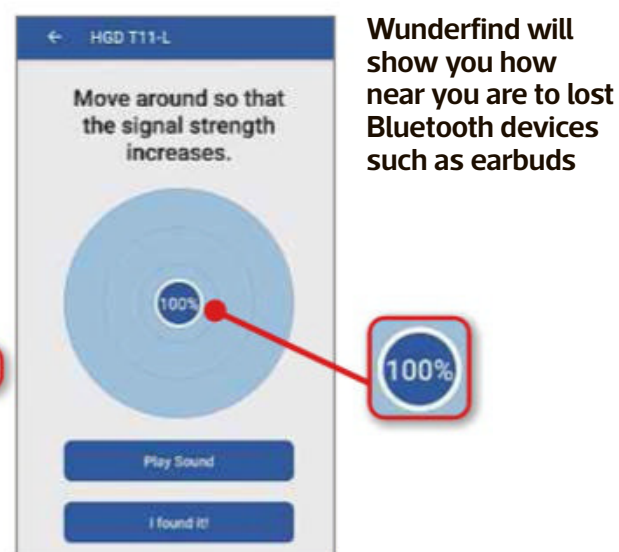 ← HGD T11-L
Move around so that
the signal strength
increases.
100%
Play Sound
I found it!
Wunderfind will
show you how
near you are to lost
Bluetooth devices
such as earbuds
100%